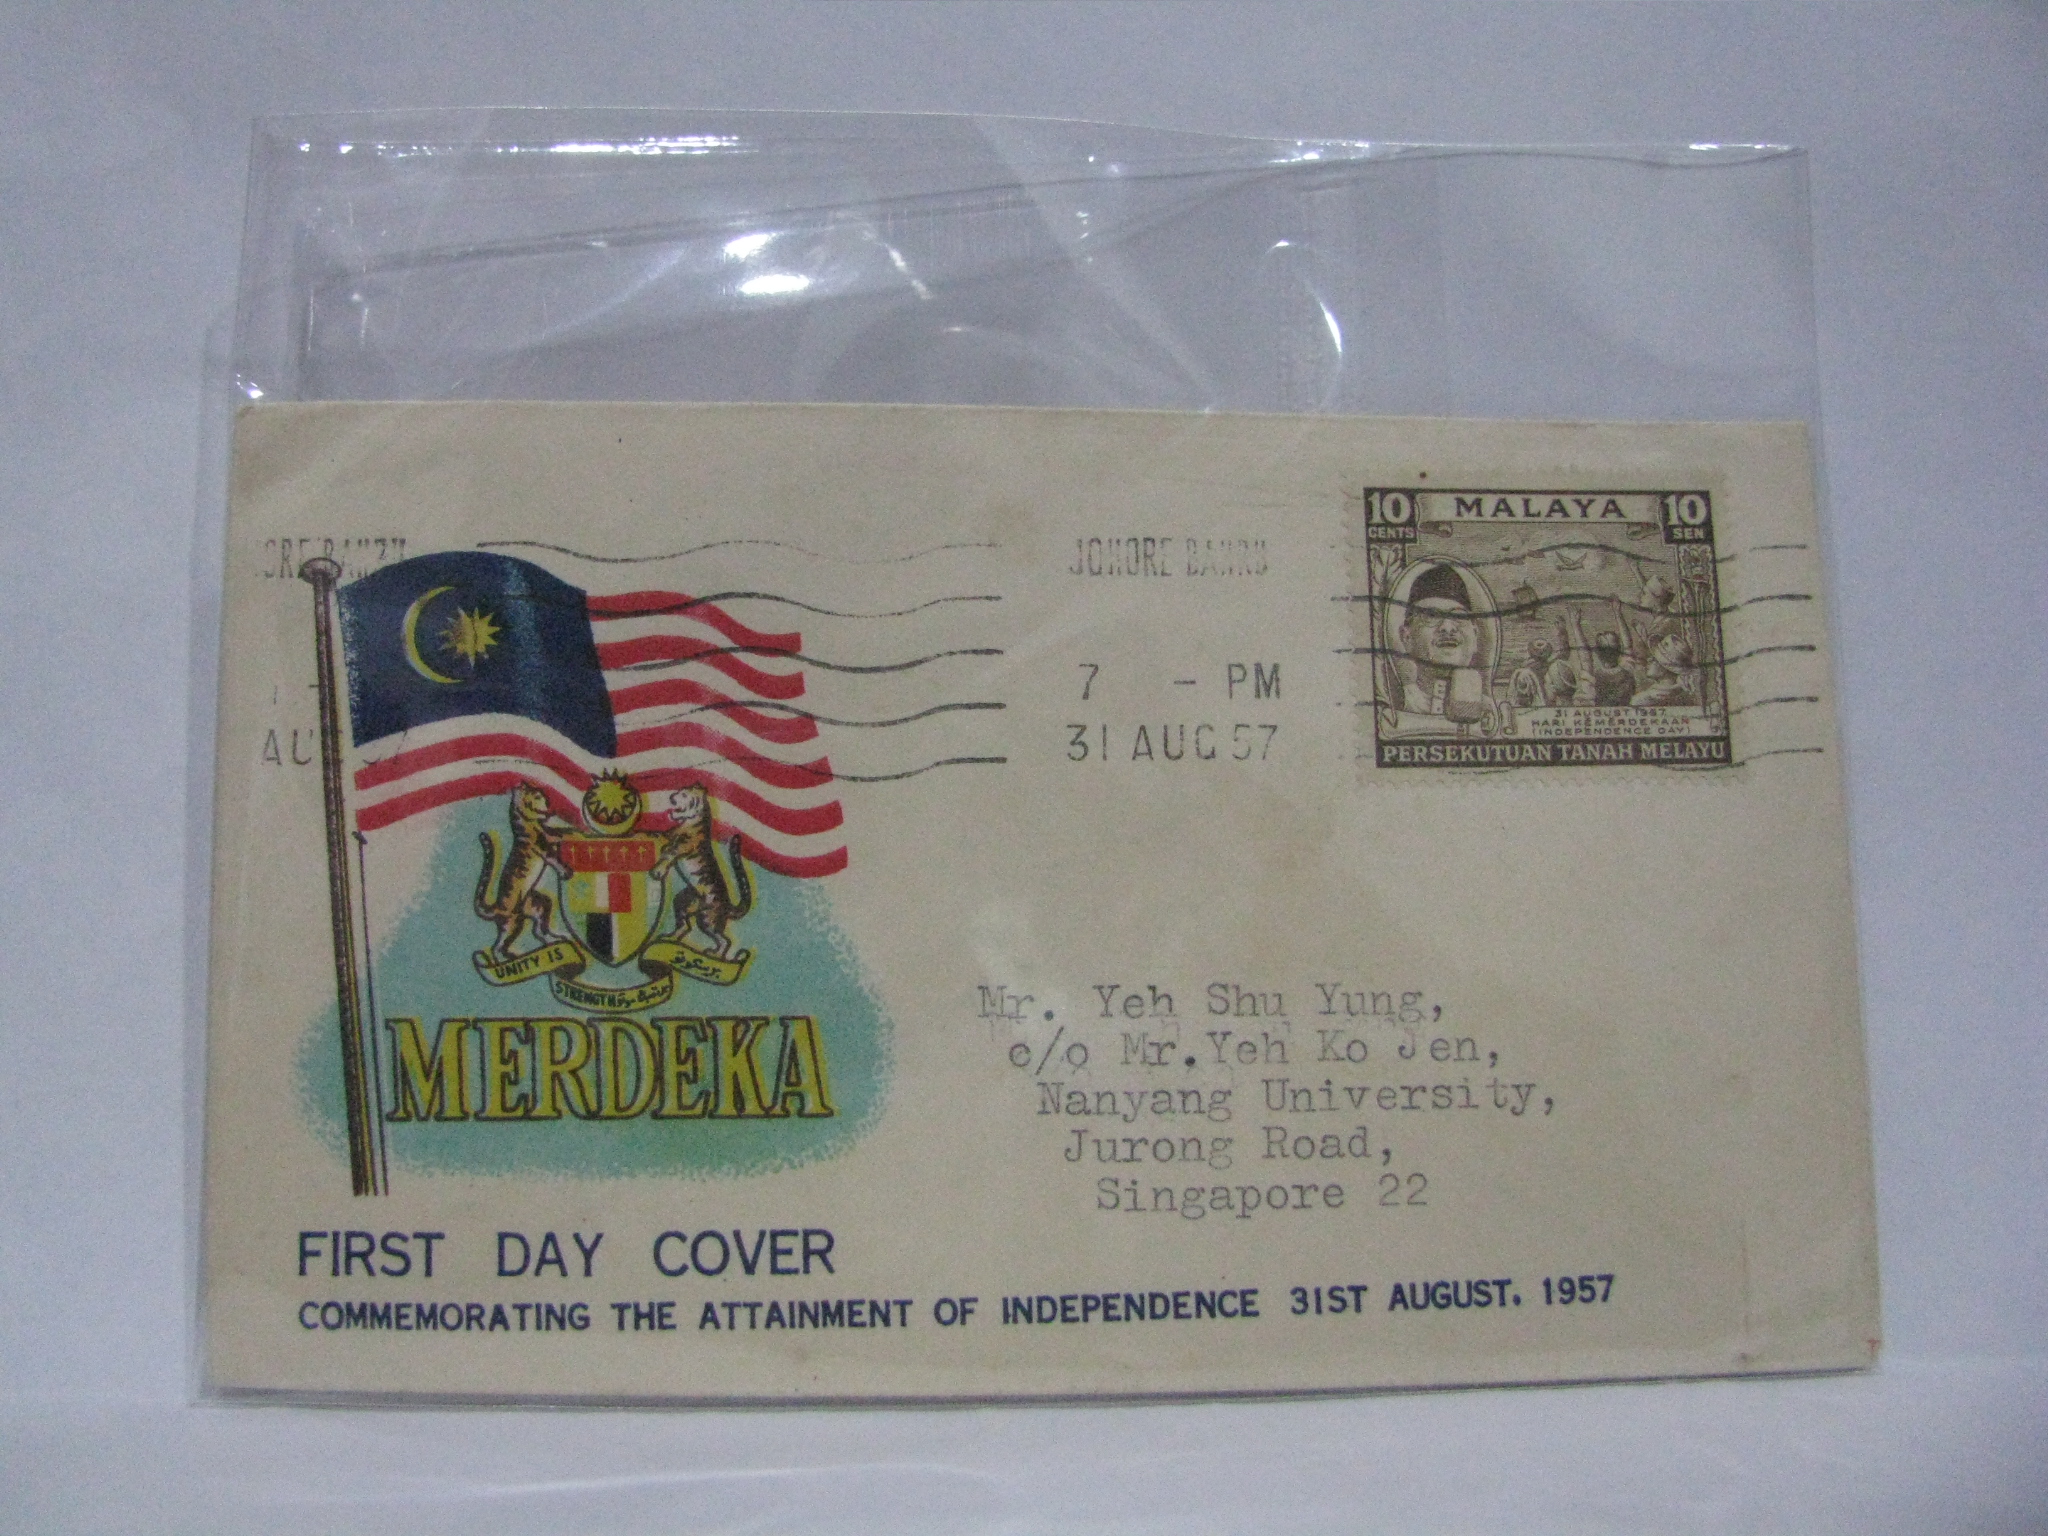 JOHORE BAHRU
7 - PM
31 AUG 57
10 CENTS
MALAYA
10 SEN
31 AUGUST 1957
HARI KEMERDEKAAN
(INDEPENDENCE DAY)
PERSEKUTUAN TANAH MELAYU
UNITY IS
STRENGTH
MERDEKA
Mr. Yeh Shu Yung,
c/o Mr.Yeh Ko Jen,
Nanyang University,
Jurong Road,
Singapore 22
FIRST DAY COVER
COMMEMORATING THE ATTAINMENT OF INDEPENDENCE 31ST AUGUST. 1957